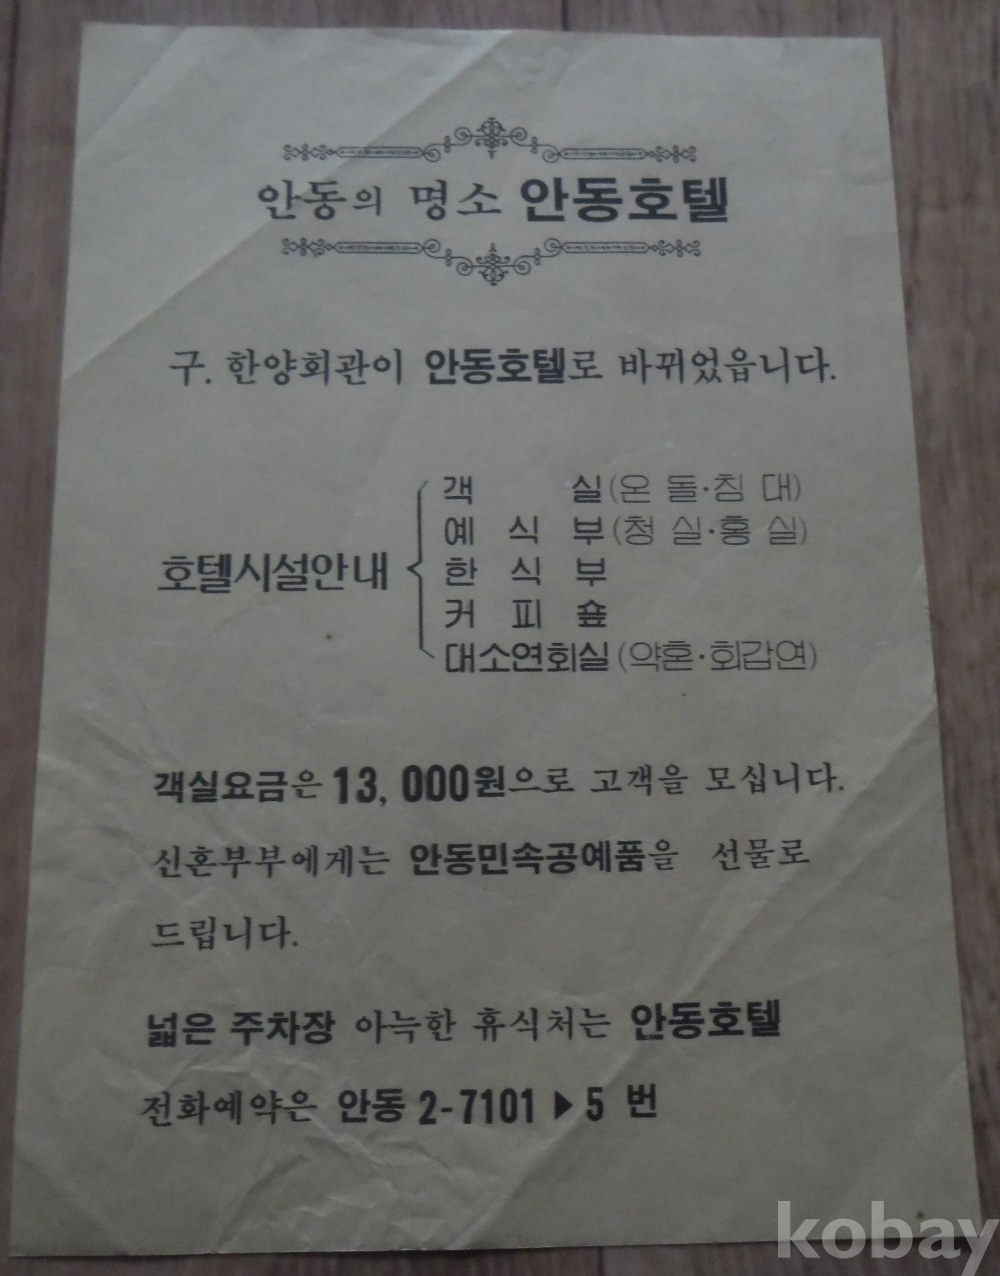 안동의 명소 안동호텔
구. 한양회관이 안동호텔로 바뀌었읍니다.
호텔시설안내
객 실(온 돌·침 대)
예 식 부(청 실·홍 실)
한 식 부
커 피 숖
대소연회실(약혼·회갑연)
객실요금은 13, 000원으로 고객을 모십니다.
신혼부부에게는 안동민속공예품을 선물로
드립니다.
넓은 주차장 아늑한 휴식처는 안동호텔
전화예약은 안동 2-7101▶5 번
kobay